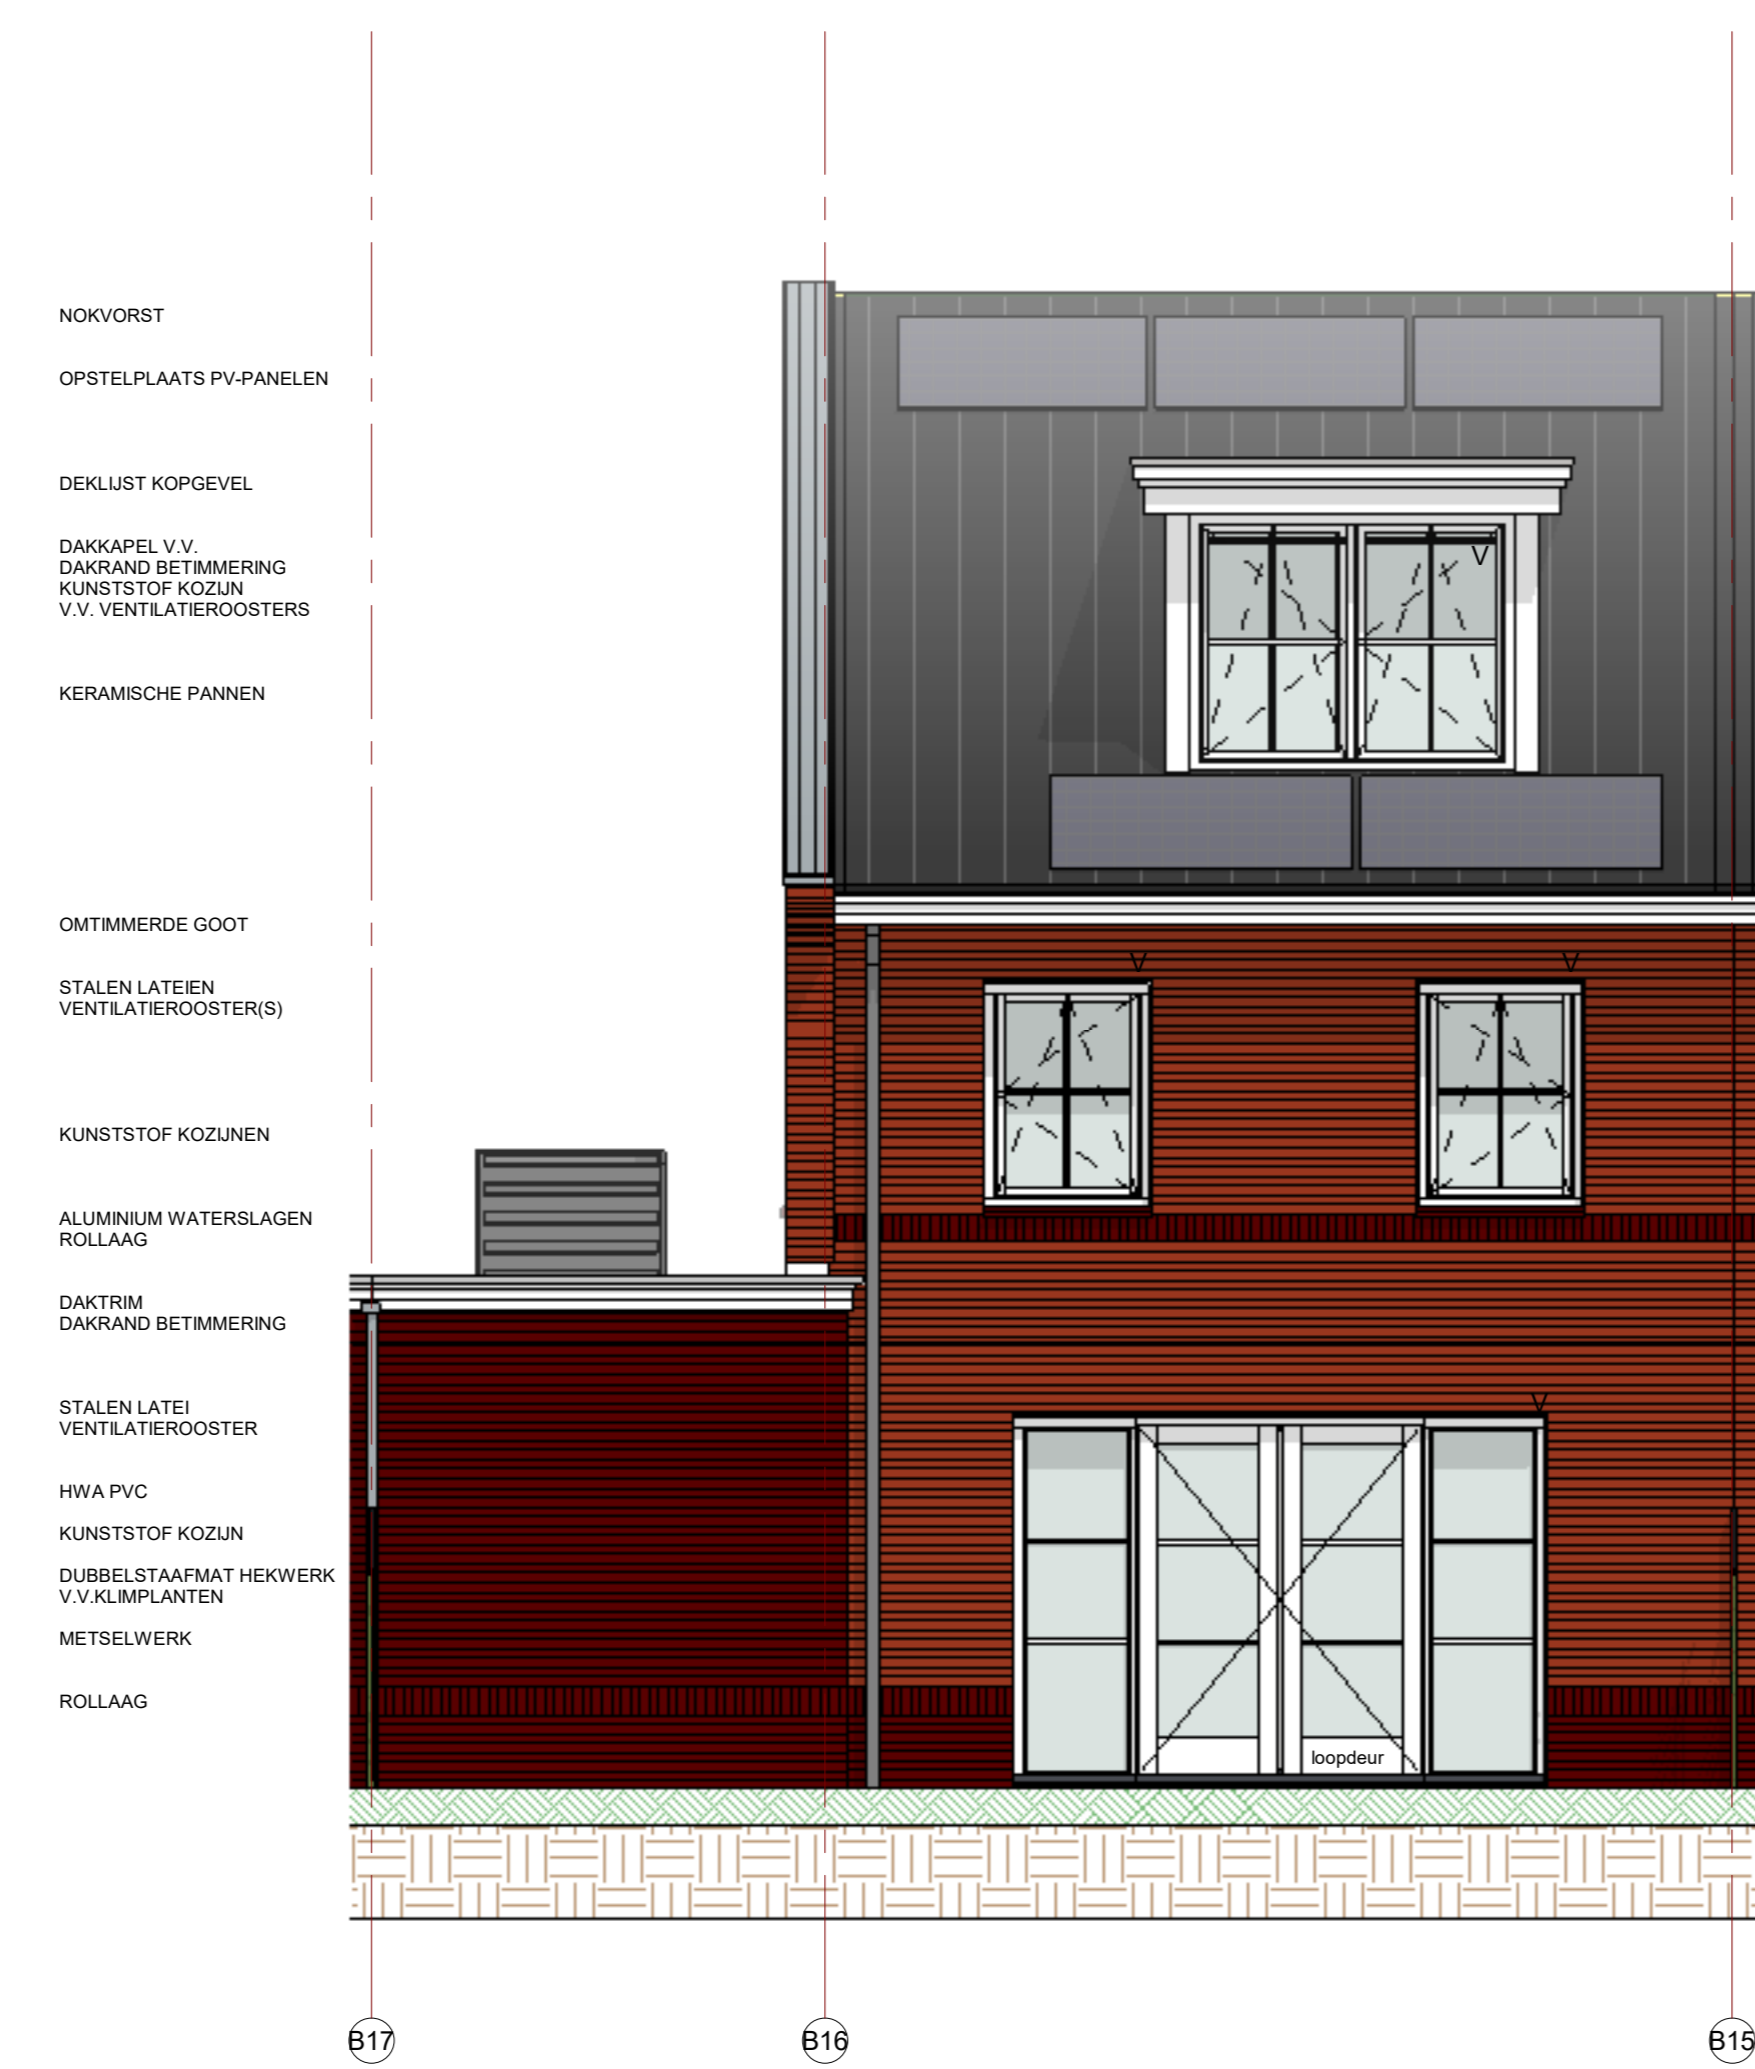 NOKVORST
OPSTELPLAATS PV-PANELEN
DEKLIJST KOPGEVEL
DAKKAPEL V.V.
DAKRAND BETIMMERING
KUNSTSTOF KOZIJN
V.V. VENTILATIEROOSTERS
V
KERAMISCHE PANNEN
OMTIMMERDE GOOT
V
V
STALEN LATEIEN
VENTILATIEROOSTER(S)
KUNSTSTOF KOZIJNEN
ALUMINIUM WATERSLAGEN
ROLLAAG
DAKTRIM
DAKRAND BETIMMERING
V
STALEN LATEI
VENTILATIEROOSTER
HWA PVC
KUNSTSTOF KOZIJN
DUBBELSTAAFMAT HEKWERK
V.V.KLIMPLANTEN
METSELWERK
ROLLAAG
loopdeur
B17
B16
B15